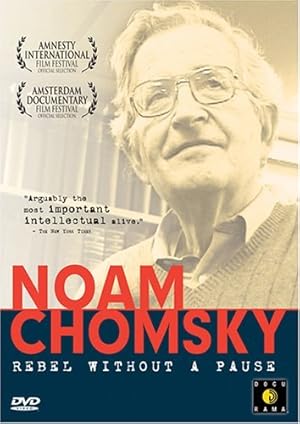 AMNESTY
INTERNATIONAL
FILM FESTIVAL
OFFICIAL SELECTION
AMSTERDAM
DOCUMENTARY
FILM FESTIVAL
OFFICIAL SELECTION
"Arguably the
most important
intellectual alive."
- THE NEW YORK TIMES
NOAM
CHOMSKY
REBEL WITHOUT A PAUSE
DVD
VIDEO
DOCU
RAMA